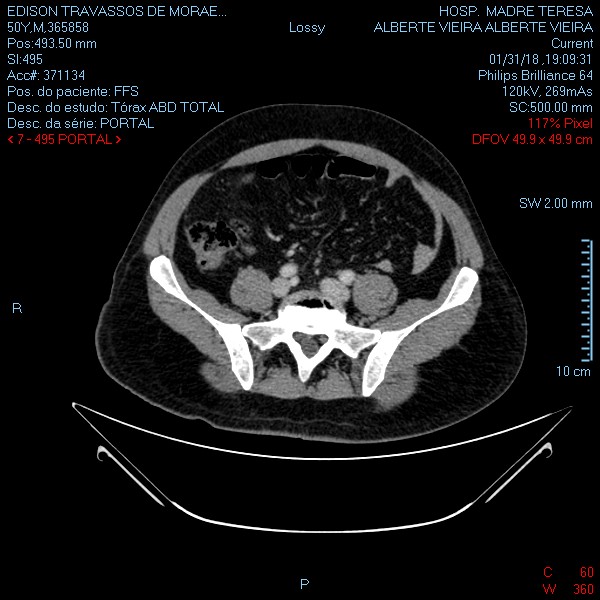 EDISON TRAVASSOS DE MORAE...
50Y,M,365858
Pos:493.50 mm
SI:495
Acc#: 371134
Pos. do paciente: FFS
Desc. do estudo: Tórax ABD TOTAL
Desc. da série: PORTAL
< 7 - 495 PORTAL >
Lossy
HOSP. MADRE TERESA
ALBERTE VIEIRA ALBERTE VIEIRA
Current
01/31/18 ,19:09:31
Philips Brilliance 64
120kV, 269mAs
SC:500.00 mm
117% Pixel
DFOV 49.9 x 49.9 cm
SW 2.00 mm
R
10 cm
P
C 60
W 360